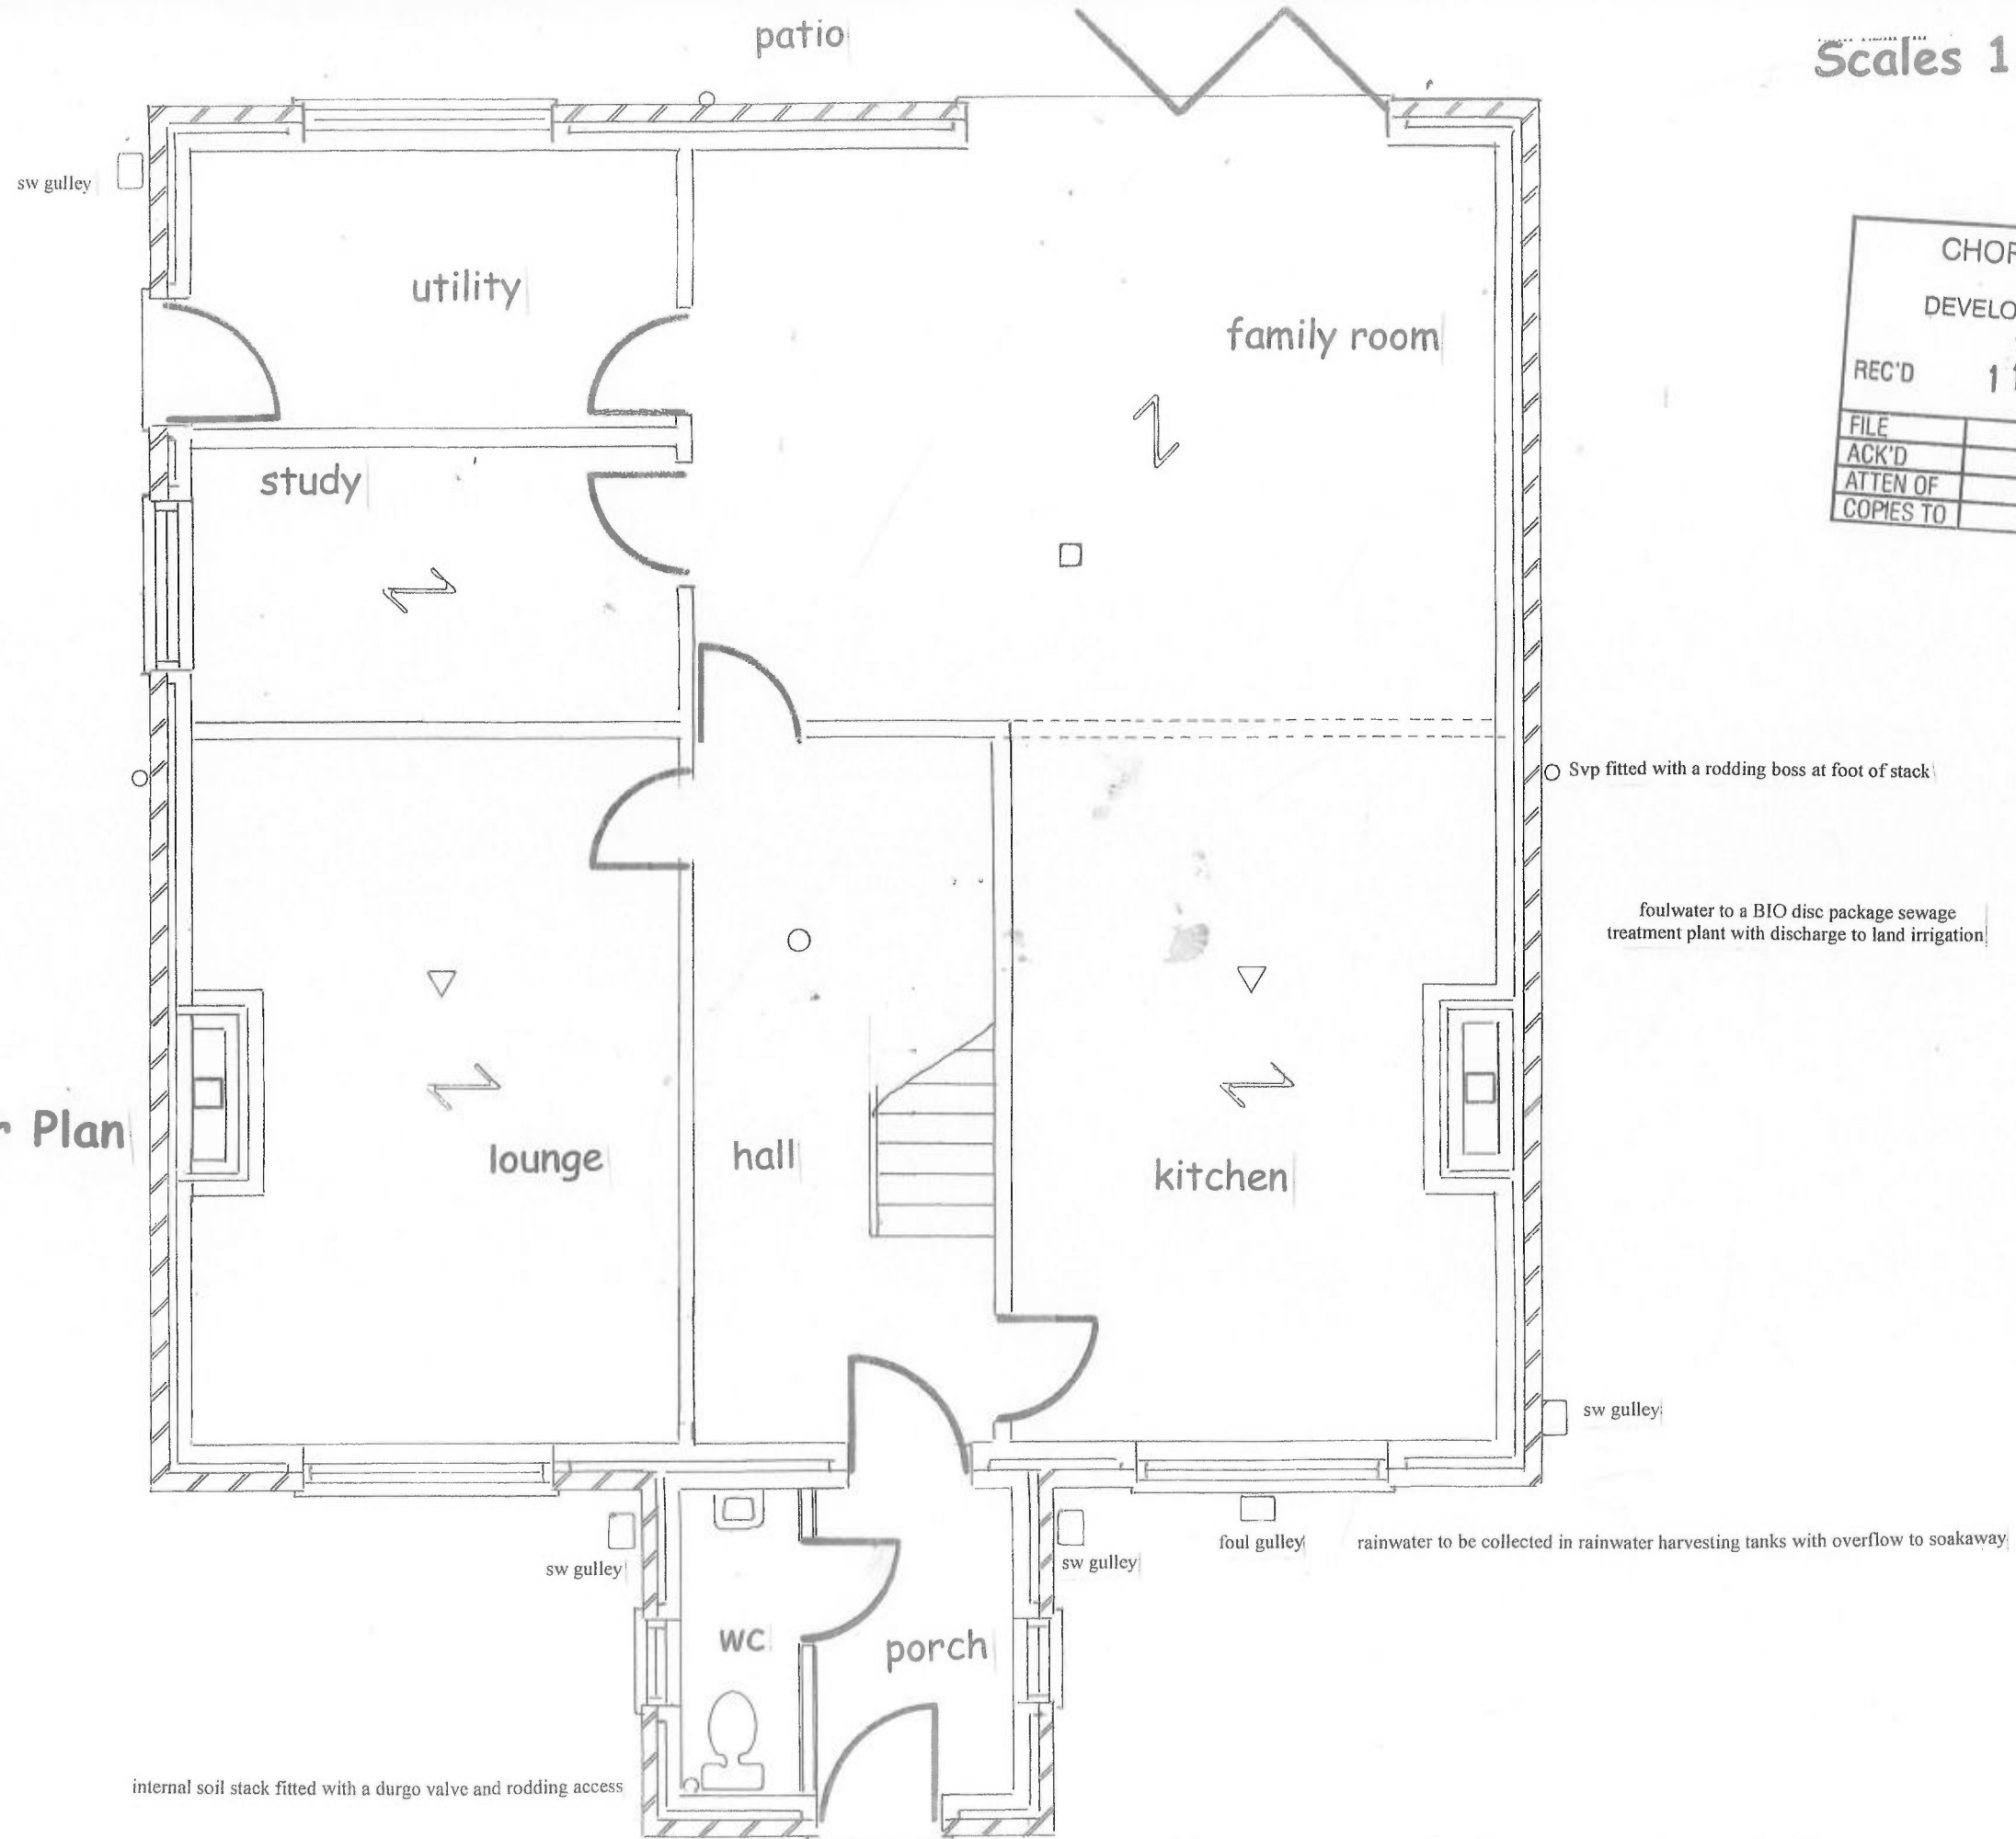 patio
Scales 1
sw gulley
utility
family room
study
REC'D
FILE
ACK'D
ATTEN OF
COPIES TO
Svp fitted with a rodding boss at foot of stack
foulwater to a BIO disc package sewage
treatment plant with discharge to land irrigation
Plan
lounge
hall
kitchen
sw gulley
sw gulley
sw gulley
foul gulley
rainwater to be collected in rainwater harvesting tanks with overflow to soakaway
wc
porch
internal soil stack fitted with a durgo valve and rodding access